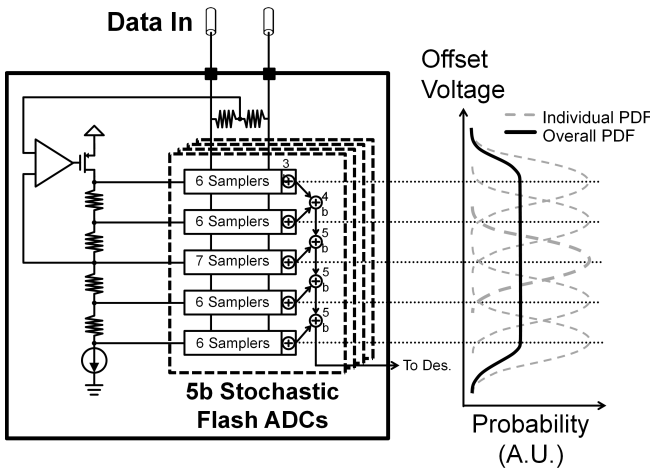 Data In
Offset
Voltage
Individual PDF
Overall PDF
3
6 Samplers
4
b
6 Samplers
5
b
7 Samplers
5
b
6 Samplers
5
b
6 Samplers
To Des.
5b Stochastic
Flash ADCs
Probability
(A.U.)